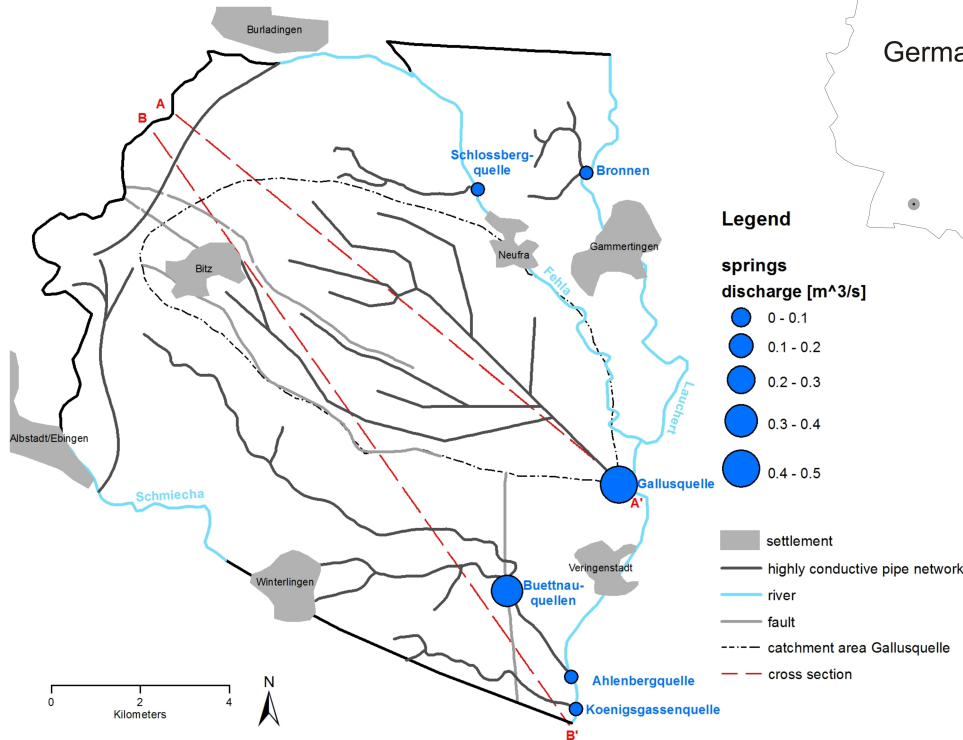 Burladingen
Germa
A
B
Schlossberg-
quelle
Bronnen
Legend
Neufra
Gammertingen
springs
Bitz
Fehla
discharge [m^3/s]
0 - 0.1
0.1 - 0.2
0.2 - 0.3
Lauchert
0.3 - 0.4
Albstadt/Ebingen
0.4 - 0.5
Gallusquelle
A'
Schmiecha
settlement
Veringenstadt
highly conductive pipe network
Winterlingen
Buettnau-
quellen
river
fault
catchment area Gallusquelle
cross section
Ahlenbergquelle
N
0 2 4
Kilometers
Koenigsgassenquelle
B'